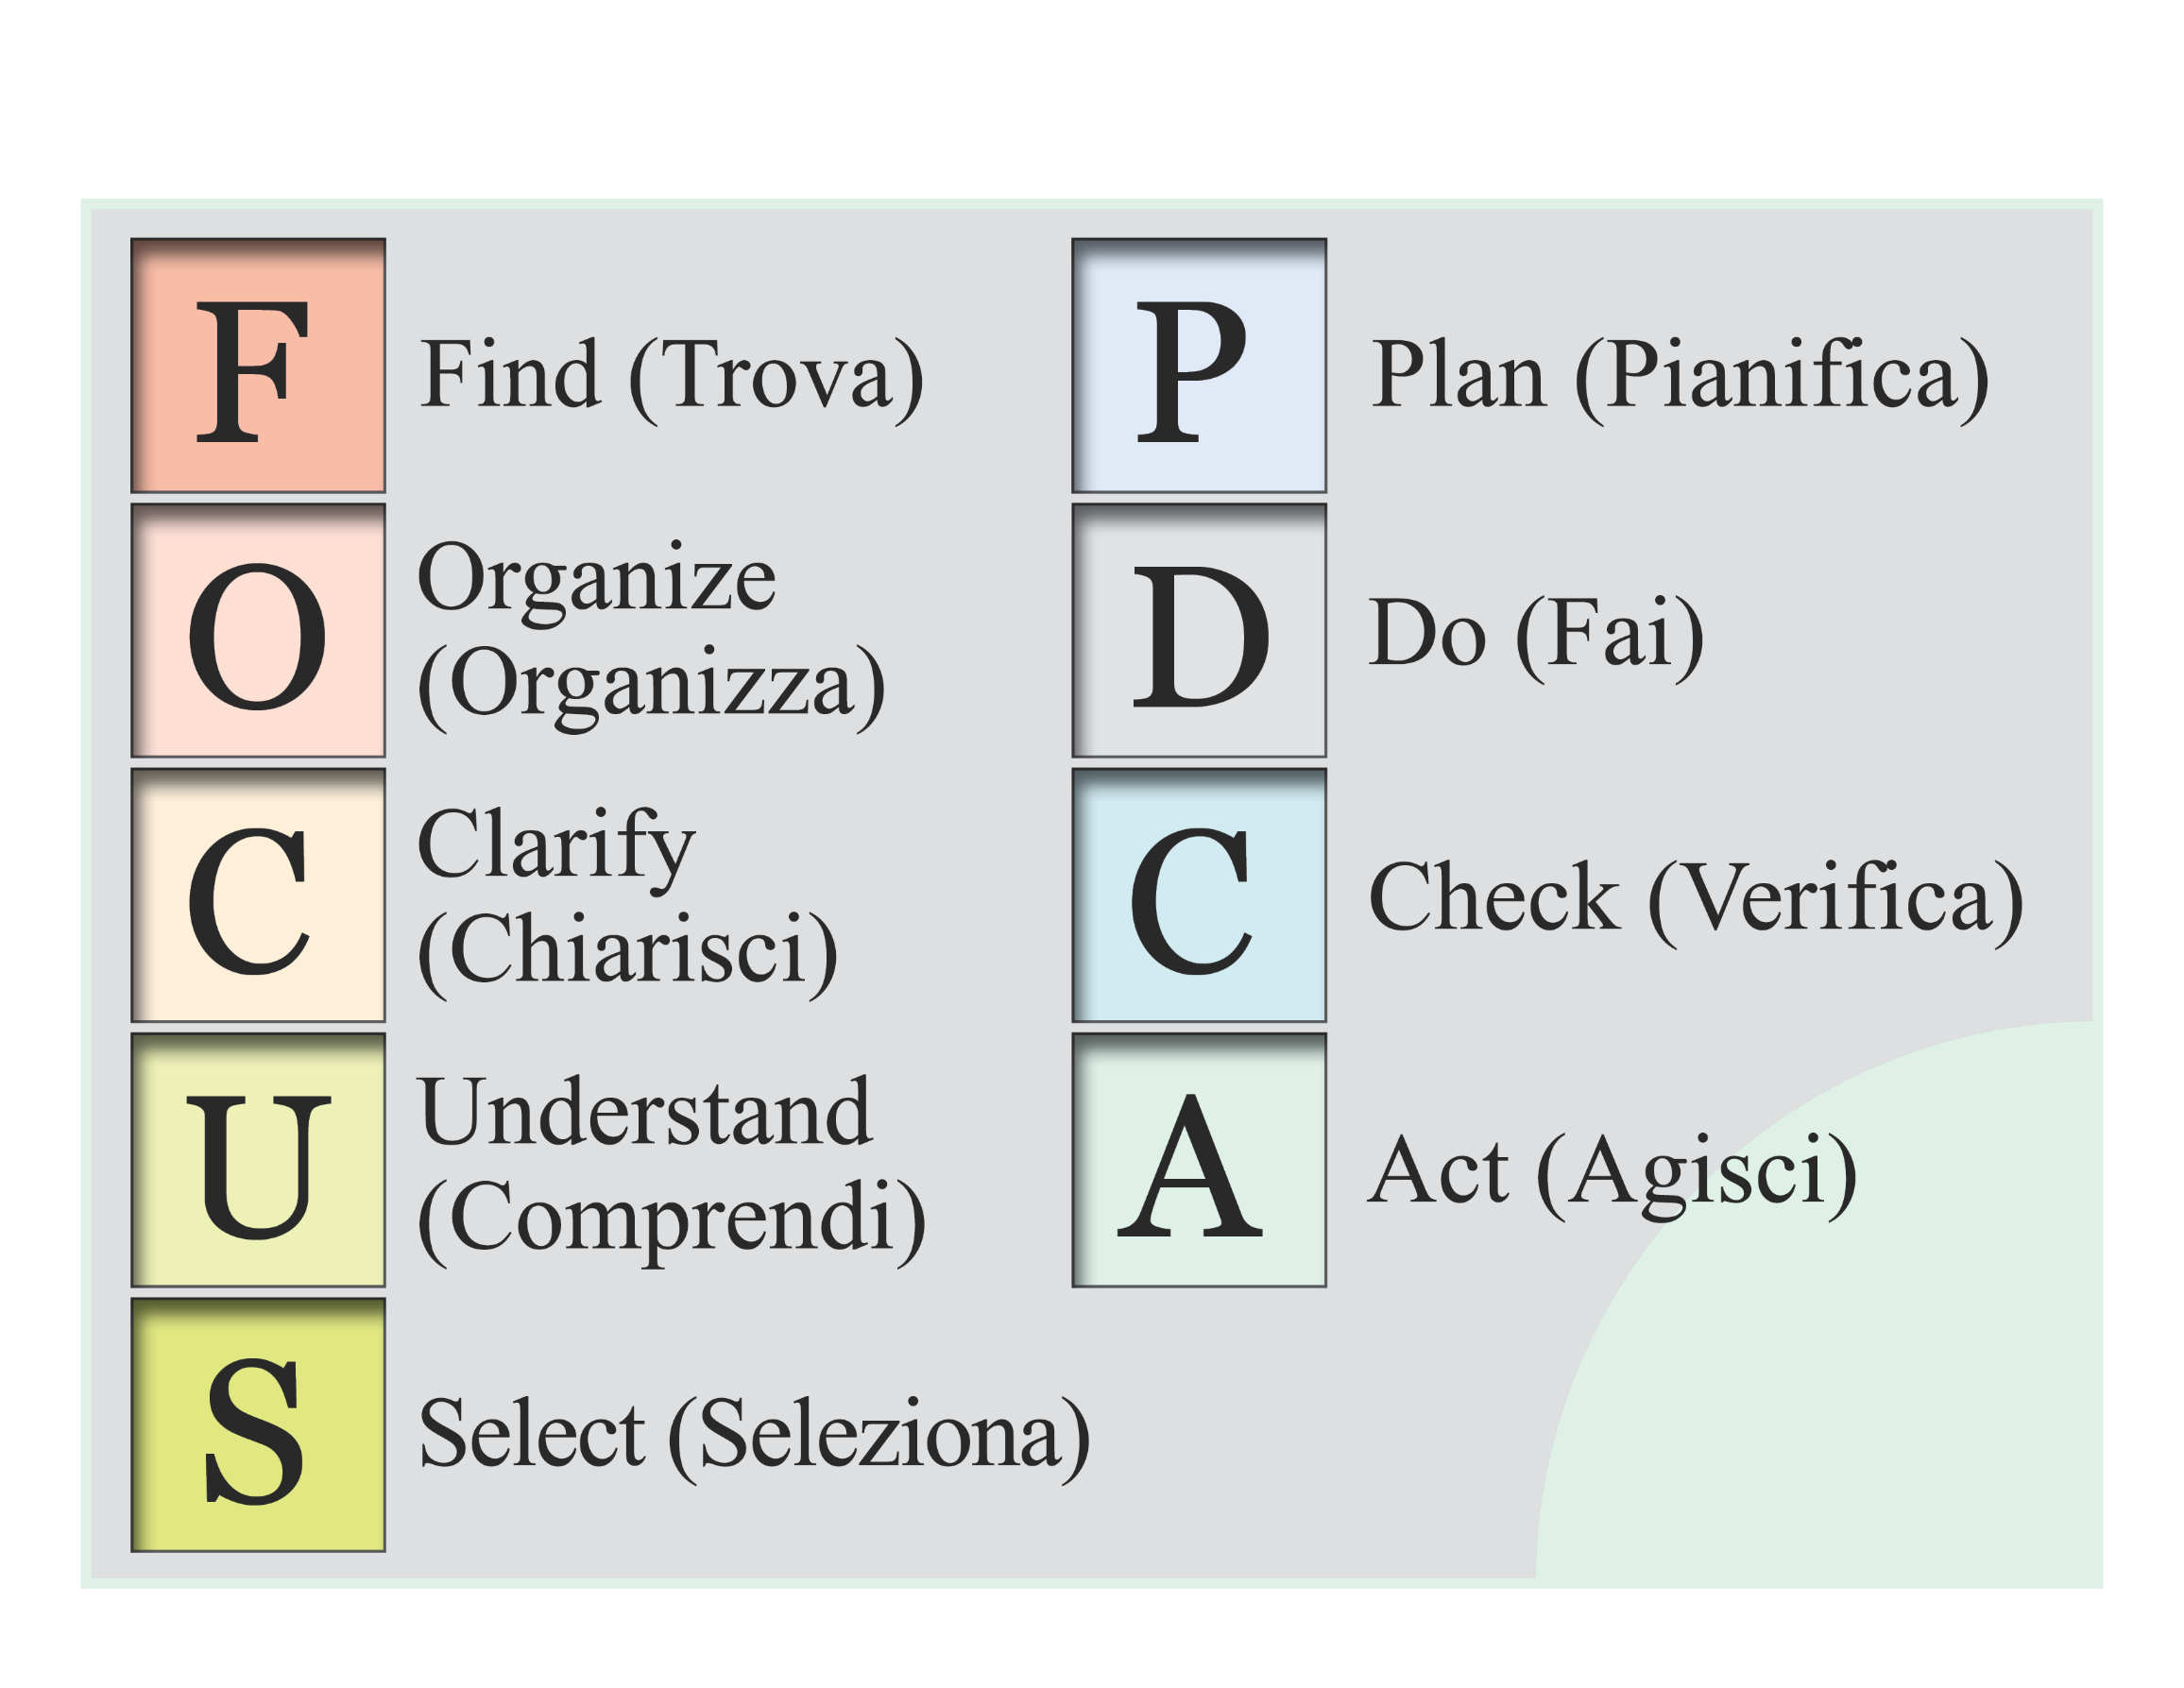 F
Find (Trova)
O
Organize
(Organizza)
C
Clarify
(Chiarisci)
U
Understand
(Comprendi)
S
Select (Seleziona)
P
Plan (Pianifica)
D
Do (Fai)
C
Check (Verifica)
A
Act (Agisci)